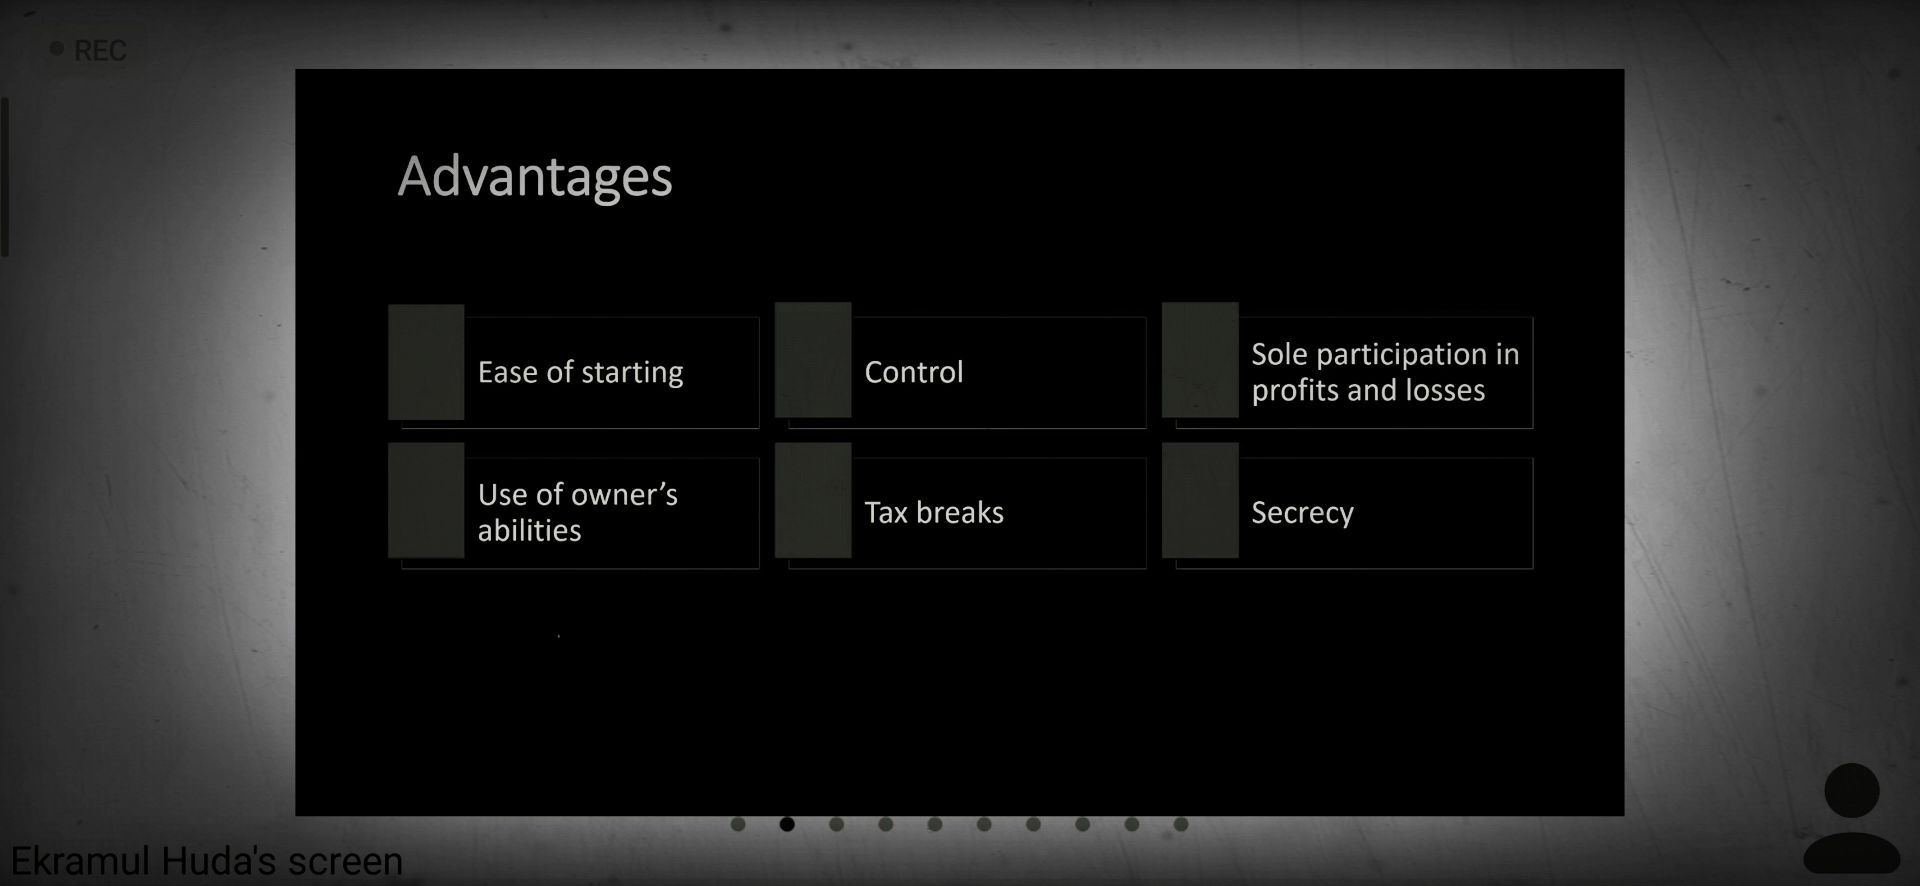 REC
Advantages
Ease of starting
Control
Sole participation in
profits and losses
Use of owner’s
abilities
Tax breaks
Secrecy
Ekramul Huda's screen